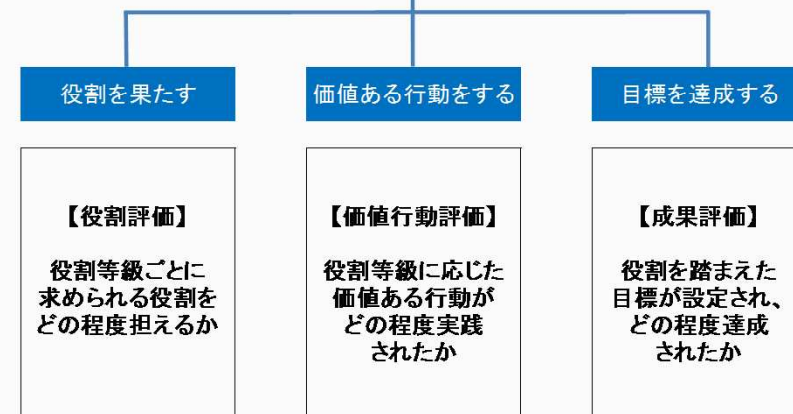 役割を果たす
価値ある行動をする
目標を達成する
【役割評価】
役割等級ごとに
求められる役割を
どの程度担えるか
【価値行動評価】
役割等級に応じた
価値ある行動が
どの程度実践
されたか
【成果評価】
役割を踏まえた
目標が設定され、
どの程度達成
されたか